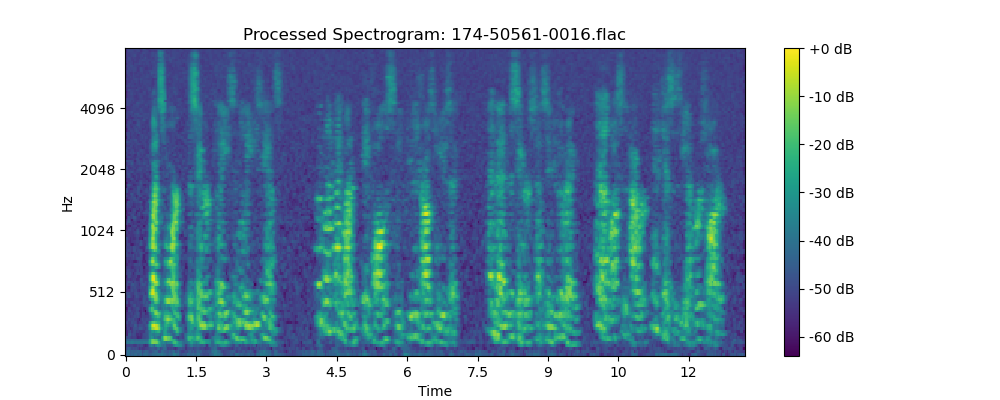 Processed Spectrogram: 174-50561-0016.flac
Hz
4096
2048
1024
512
0
0 1.5 3 4.5 6 7.5 9 10 12
Time
+0 dB
-10 dB
-20 dB
-30 dB
-40 dB
-50 dB
-60 dB